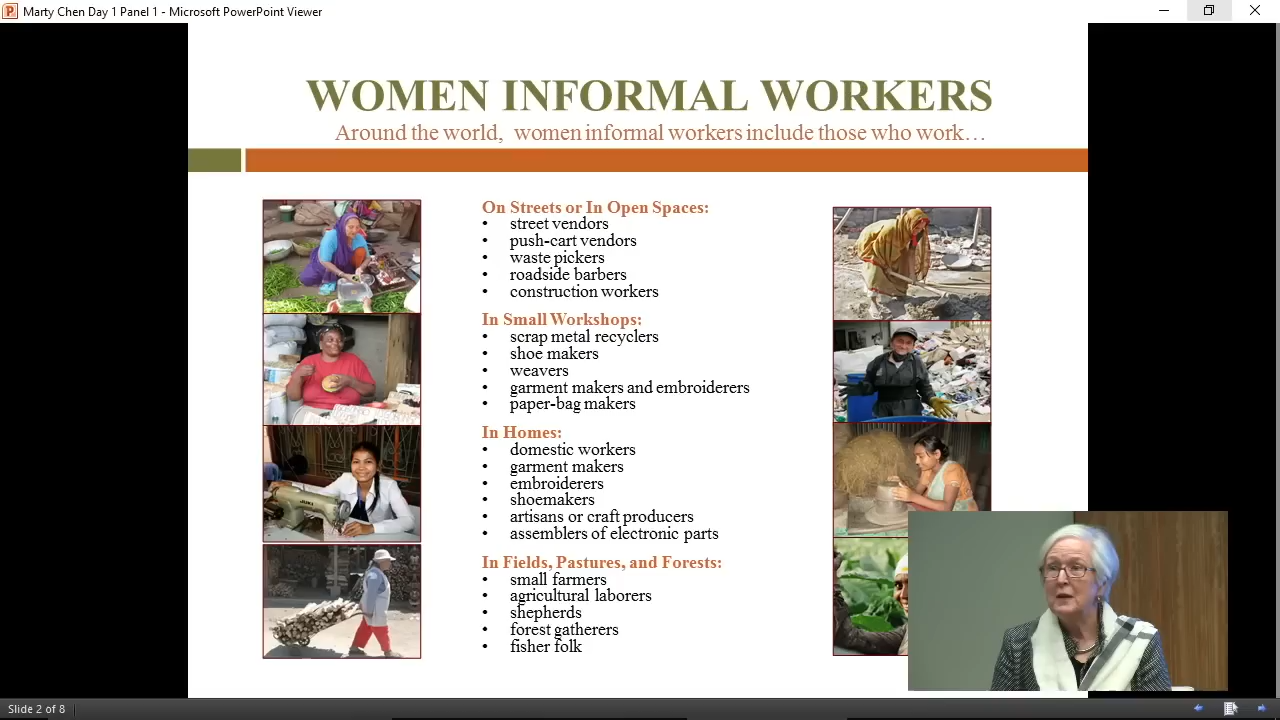 Marty Chen Day 1 Panel 1 - Microsoft PowerPoint Viewer
WOMEN INFORMAL WORKERS
Around the world, women informal workers include those who work…
On Streets or In Open Spaces:
• street vendors
• push-cart vendors
• waste pickers
• roadside barbers
• construction workers
In Small Workshops:
• scrap metal recyclers
• shoe makers
• weavers
• garment makers and embroiderers
• paper-bag makers
In Homes:
• domestic workers
• garment makers
• embroiderers
• shoemakers
• artisans or craft producers
• assemblers of electronic parts
In Fields, Pastures, and Forests:
• small farmers
• agricultural laborers
• shepherds
• forest gatherers
• fisher folk
Slide 2 of 8